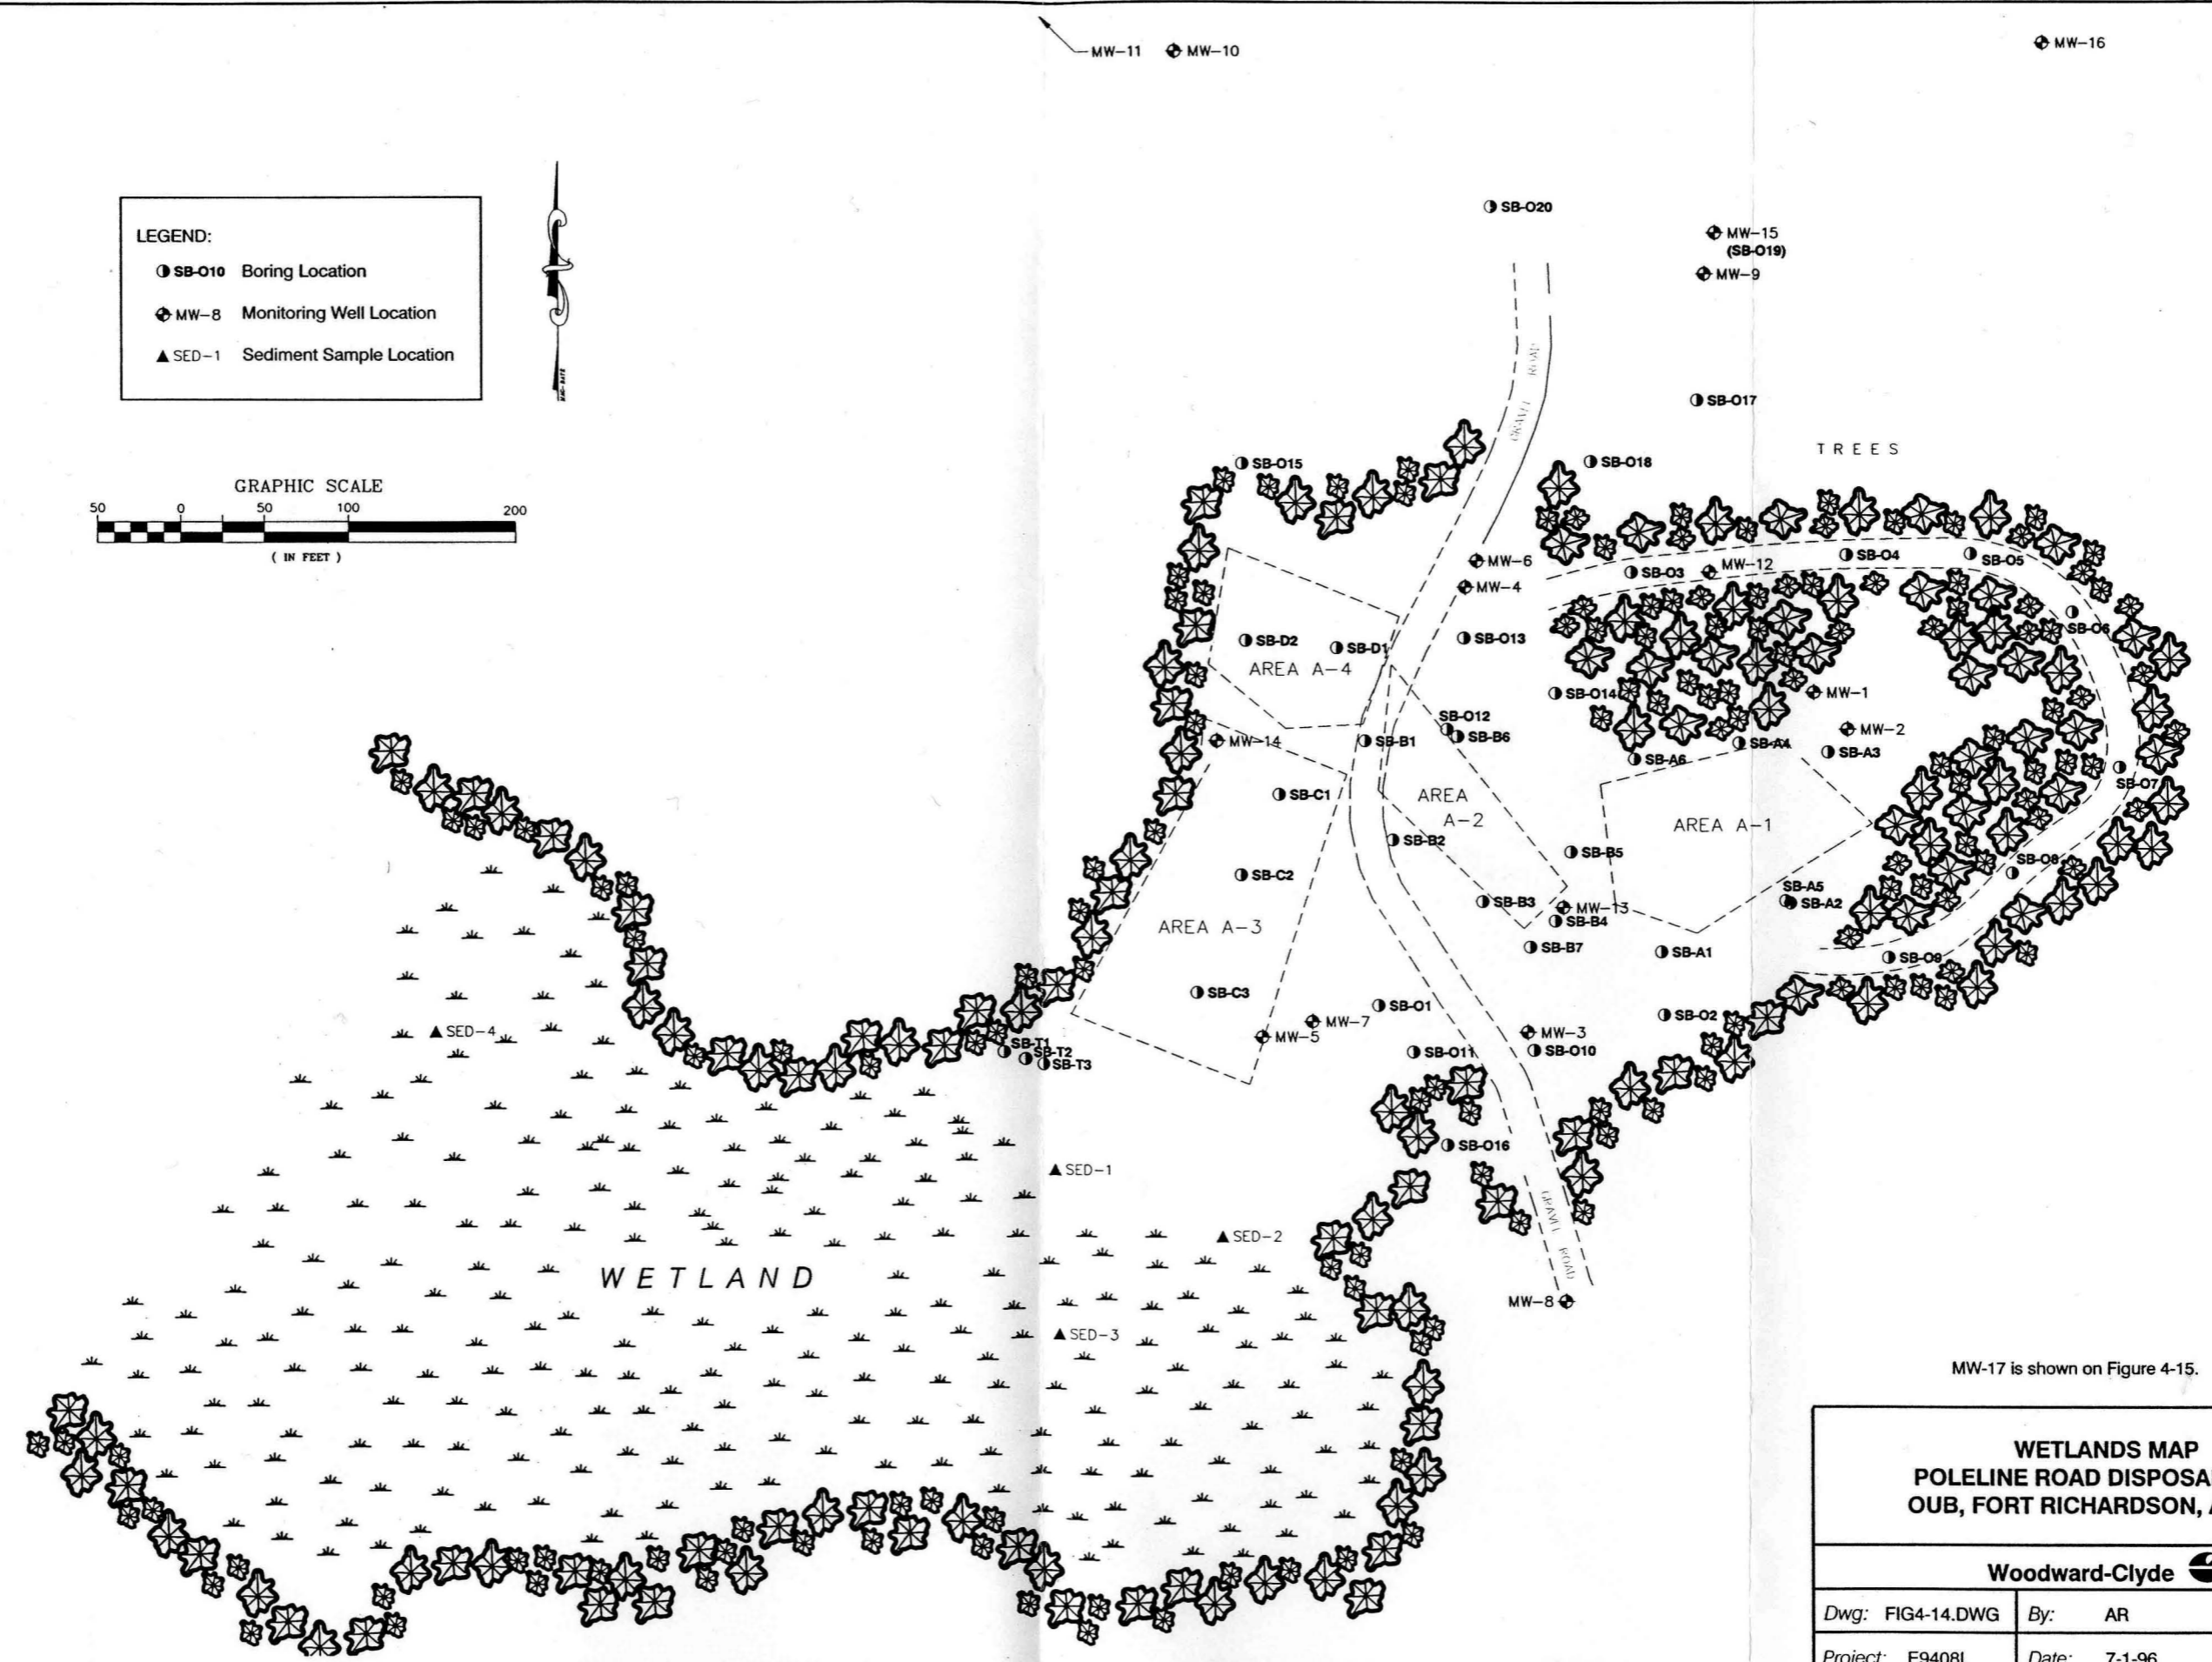 MW-11
MW-10
MW-16
LEGEND:
SB-O10 Boring Location
MW-8 Monitoring Well Location
SED-1 Sediment Sample Location
GRAPHIC SCALE
50 0 50 100 200
( IN FEET )
SB-O20
MW-15
(SB-O19)
MW-9
GRAVEL ROAD
SB-O17
TREES
SB-O15
SB-O18
MW-6
MW-4
SB-O3
MW-12
SB-O4
SB-O5
SB-O6
SB-D2
SB-D1
SB-O13
AREA A-4
SB-O14
MW-1
SB-O12
SB-B6
MW-14
SB-B1
MW-2
SB-A4
SB-A3
SB-A6
SB-O7
SB-C1
AREA
A-2
AREA A-1
SB-B2
SB-B5
SB-O8
SB-C2
SB-A5
SB-A2
SB-B3
MW-13
SB-B4
AREA A-3
SB-B7
SB-A1
SB-O9
SB-C3
SB-O1
SB-O2
MW-7
MW-5
MW-3
SB-O11
SB-O10
SED-4
SB-T1
SB-T2
SB-T3
SB-O16
SED-1
GRAVEL ROAD
SED-2
WETLAND
MW-8
SED-3
MW-17 is shown on Figure 4-15.
WETLANDS MAP
POLELINE ROAD DISPOSA
OUB, FORT RICHARDSON,
Woodward-Clyde
Dwg: FIG4-14.DWG By: AR
Project: E9408L Date: 7-1-96